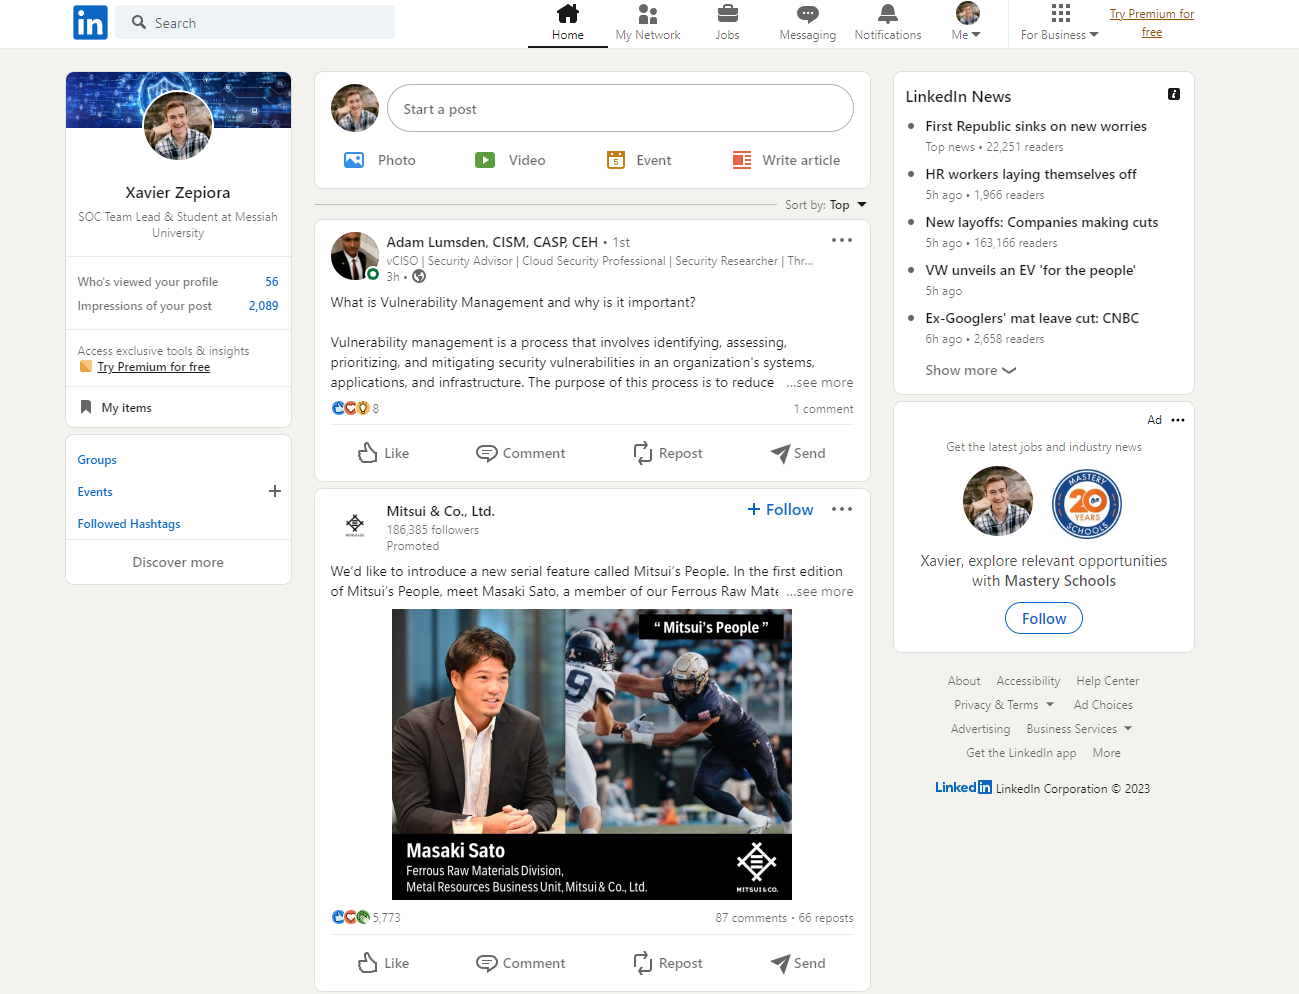 in
Search
Home
My Network
Jobs
Messaging
Notifications
Me
For Business
Try Premium for
free
Xavier Zepiora
SOC Team Lead & Student at Messiah
University
Who's viewed your profile 56
Impressions of your post 2,089
Access exclusive tools & insights
Try Premium for free
My items
Groups
Events
Followed Hashtags
Discover more
Start a post
Photo
Video
5
Event
Write article
Sort by: Top
Adam Lumsden, CISM, CASP, CEH • 1st
vCISO | Security Advisor | Cloud Security Professional | Security Researcher | Thr...
3h •
What is Vulnerability Management and why is it important?
Vulnerability management is a process that involves identifying, assessing,
prioritizing, and mitigating security vulnerabilities in an organization's systems,
applications, and infrastructure. The purpose of this process is to reduce ...see more
8
1 comment
Like
Comment
Repost
Send
MITSUI&CO.
Mitsui & Co., Ltd.
186,385 followers
Promoted
+ Follow
We’d like to introduce a new serial feature called Mitsui’s People. In the first edition
of Mitsui’s People, meet Masaki Sato, a member of our Ferrous Raw Mate ...see more
“ Mitsui’s People ”
9
Masaki Sato
Ferrous Raw Materials Division,
Metal Resources Business Unit, Mitsui & Co., Ltd.
MITSUI&CO.
5,773
87 comments • 66 reposts
Like
Comment
Repost
Send
LinkedIn News
First Republic sinks on new worries
Top news • 22,251 readers
HR workers laying themselves off
5h ago • 1,966 readers
New layoffs: Companies making cuts
5h ago • 163,166 readers
VW unveils an EV 'for the people'
5h ago
Ex-Googlers' mat leave cut: CNBC
6h ago • 2,658 readers
Show more
Ad
Get the latest jobs and industry news
MASTERY
20
YEARS
SCHOOLS
Xavier, explore relevant opportunities
with Mastery Schools
Follow
About
Accessibility
Help Center
Privacy & Terms
Ad Choices
Advertising
Business Services
Get the LinkedIn app
More
LinkedIn LinkedIn Corporation © 2023